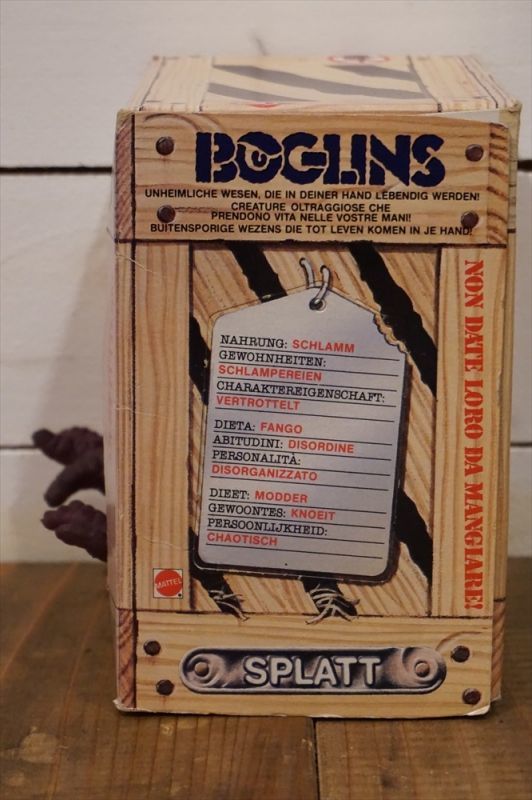 BOGLINS
UNHEIMLICHE WESEN, DIE IN DEINER HAND LEBENDIG WERDEN!
CREATURE OLTRAGGIOSE CHE
PRENDONO VITA NELLE VOSTRE MANI!
BUITENSPORIGE WEZENS DIE TOT LEVEN KOMEN IN JE HAND!
NAHRUNG: SCHLAMM
GEWOHNHEITEN:
SCHLAMPEREIEN
CHARAKTEREIGENSCHAFT:
VERTROTTELT
DIETA: FANGO
ABITUDINI: DISORDINE
PERSONALITÀ:
DISORGANIZZATO
DIEET: MODDER
GEWOONTES: KNOEIT
PERSOONLIJKHEID:
CHAOTISCH
NON DATE LORO DA MANGIARE!
MATTEL
SPLATT